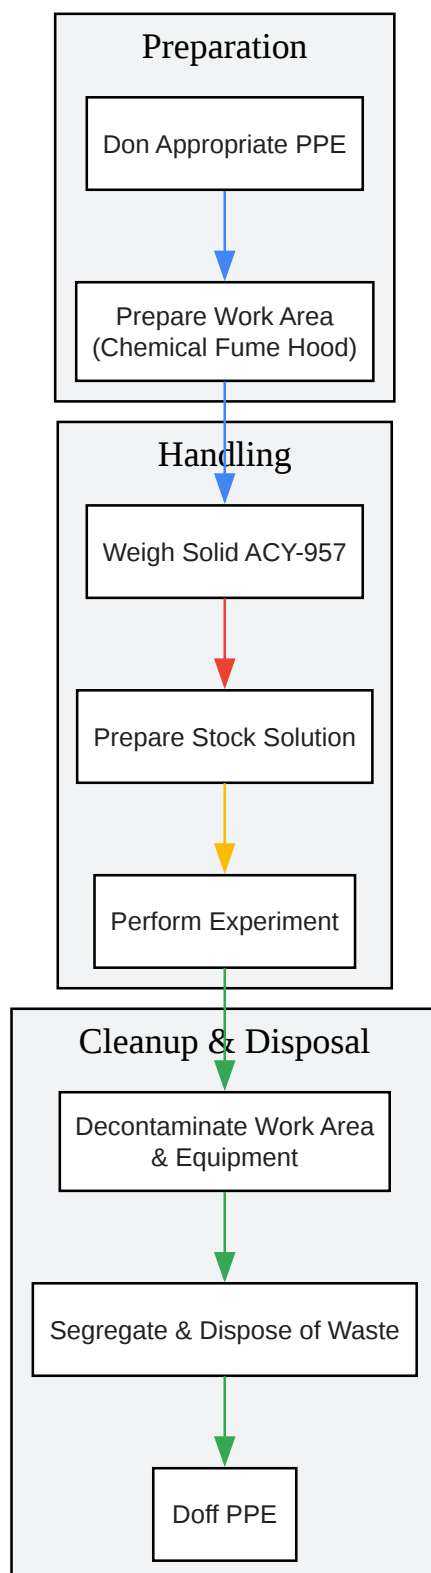 Preparation
Don Appropriate PPE
Prepare Work Area
(Chemical Fume Hood)
Handling
Weigh Solid ACY-957
Prepare Stock Solution
Perform Experiment
Cleanup & Disposal
Decontaminate Work Area
& Equipment
Segregate & Dispose of Waste
Doff PPE